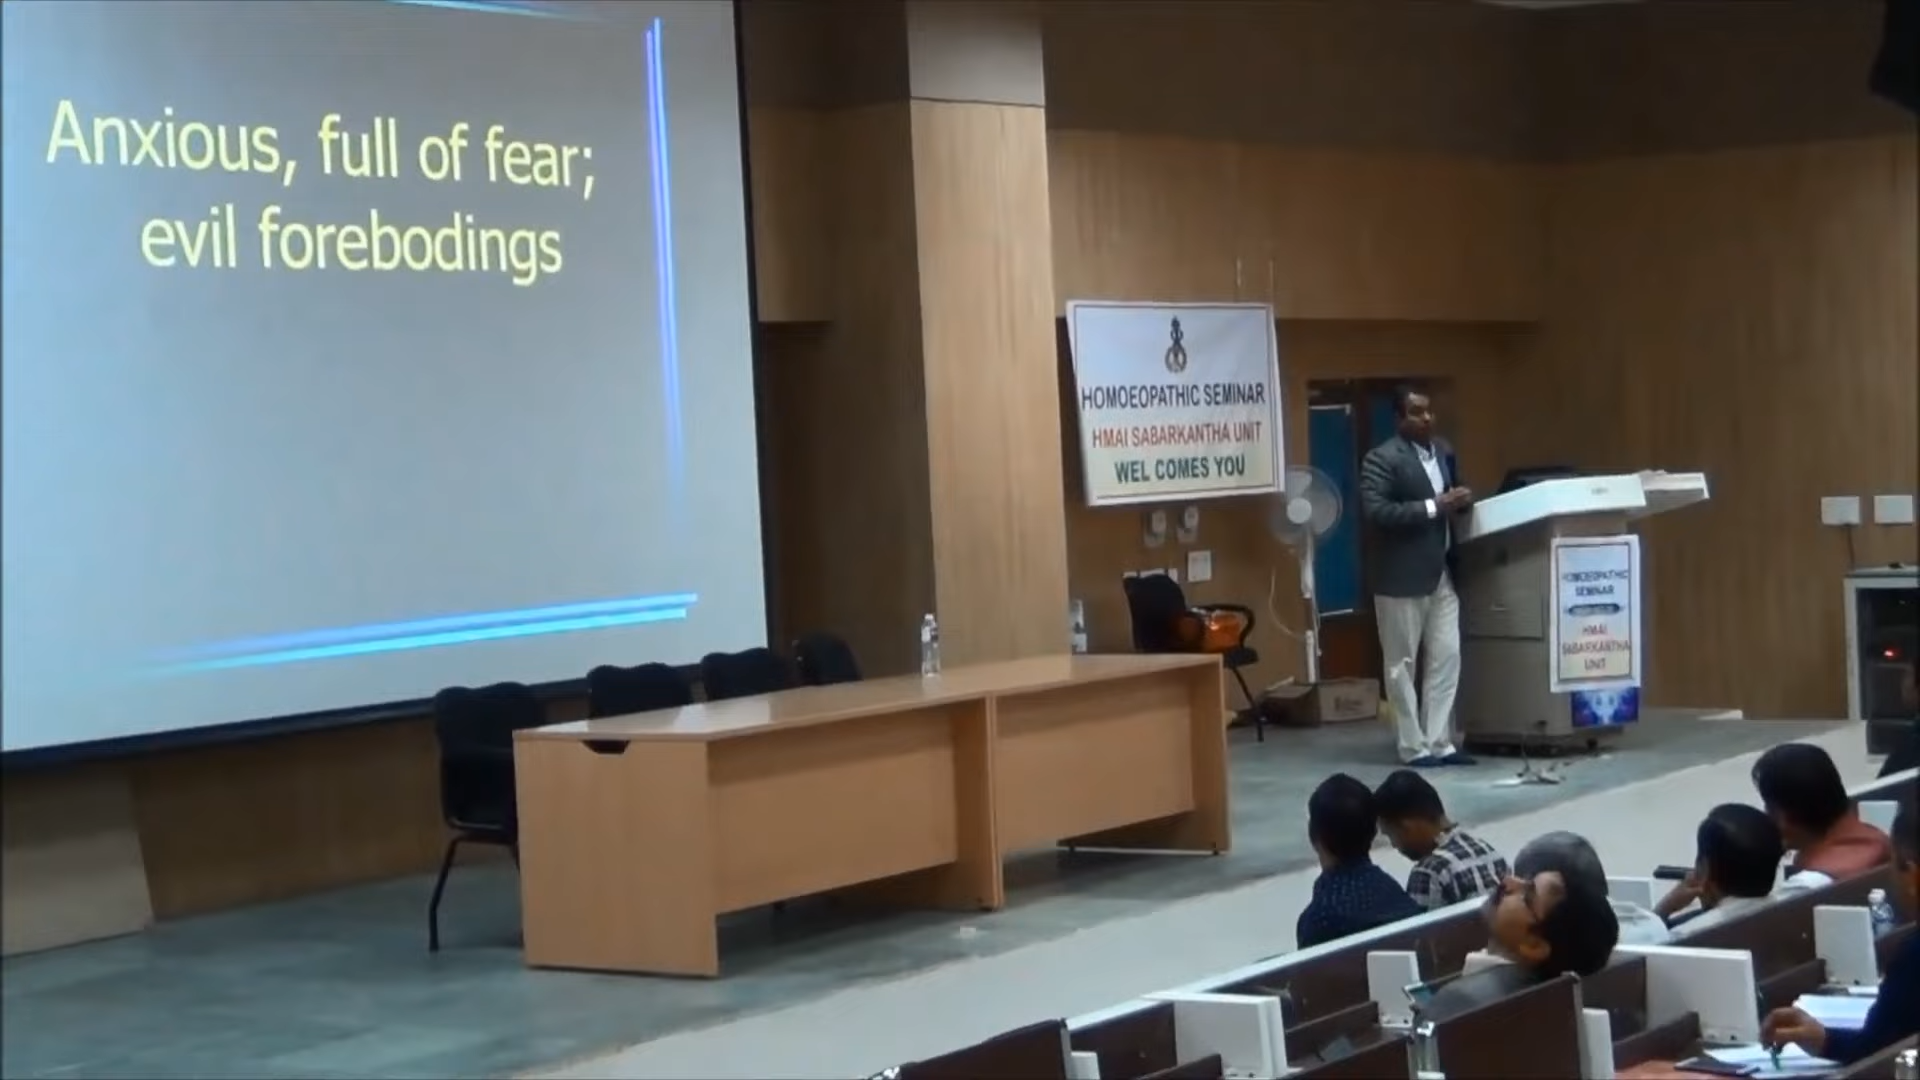 Anxious, full of fear;
evil forebodings
HOMOEOPATHIC SEMINAR
HMAI SABARKANTHA UNIT
WEL COMES YOU
HOMOEOPATHIC
SEMINAR
HMAI
SABARKANTHA
UNIT